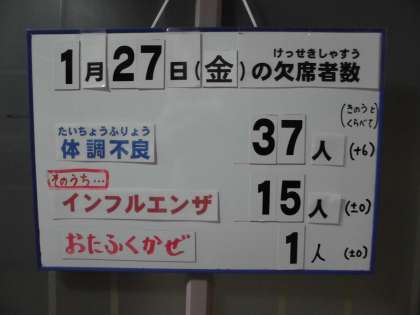 けっせきしゃすう
1月27日(金)の欠席者数
(きのうとくらべて)
たいちょうふりょう
体調不良 37人 (+6)
そのうち…
インフルエンザ 15人 (±0)
おたふくかぜ 1人 (±0)